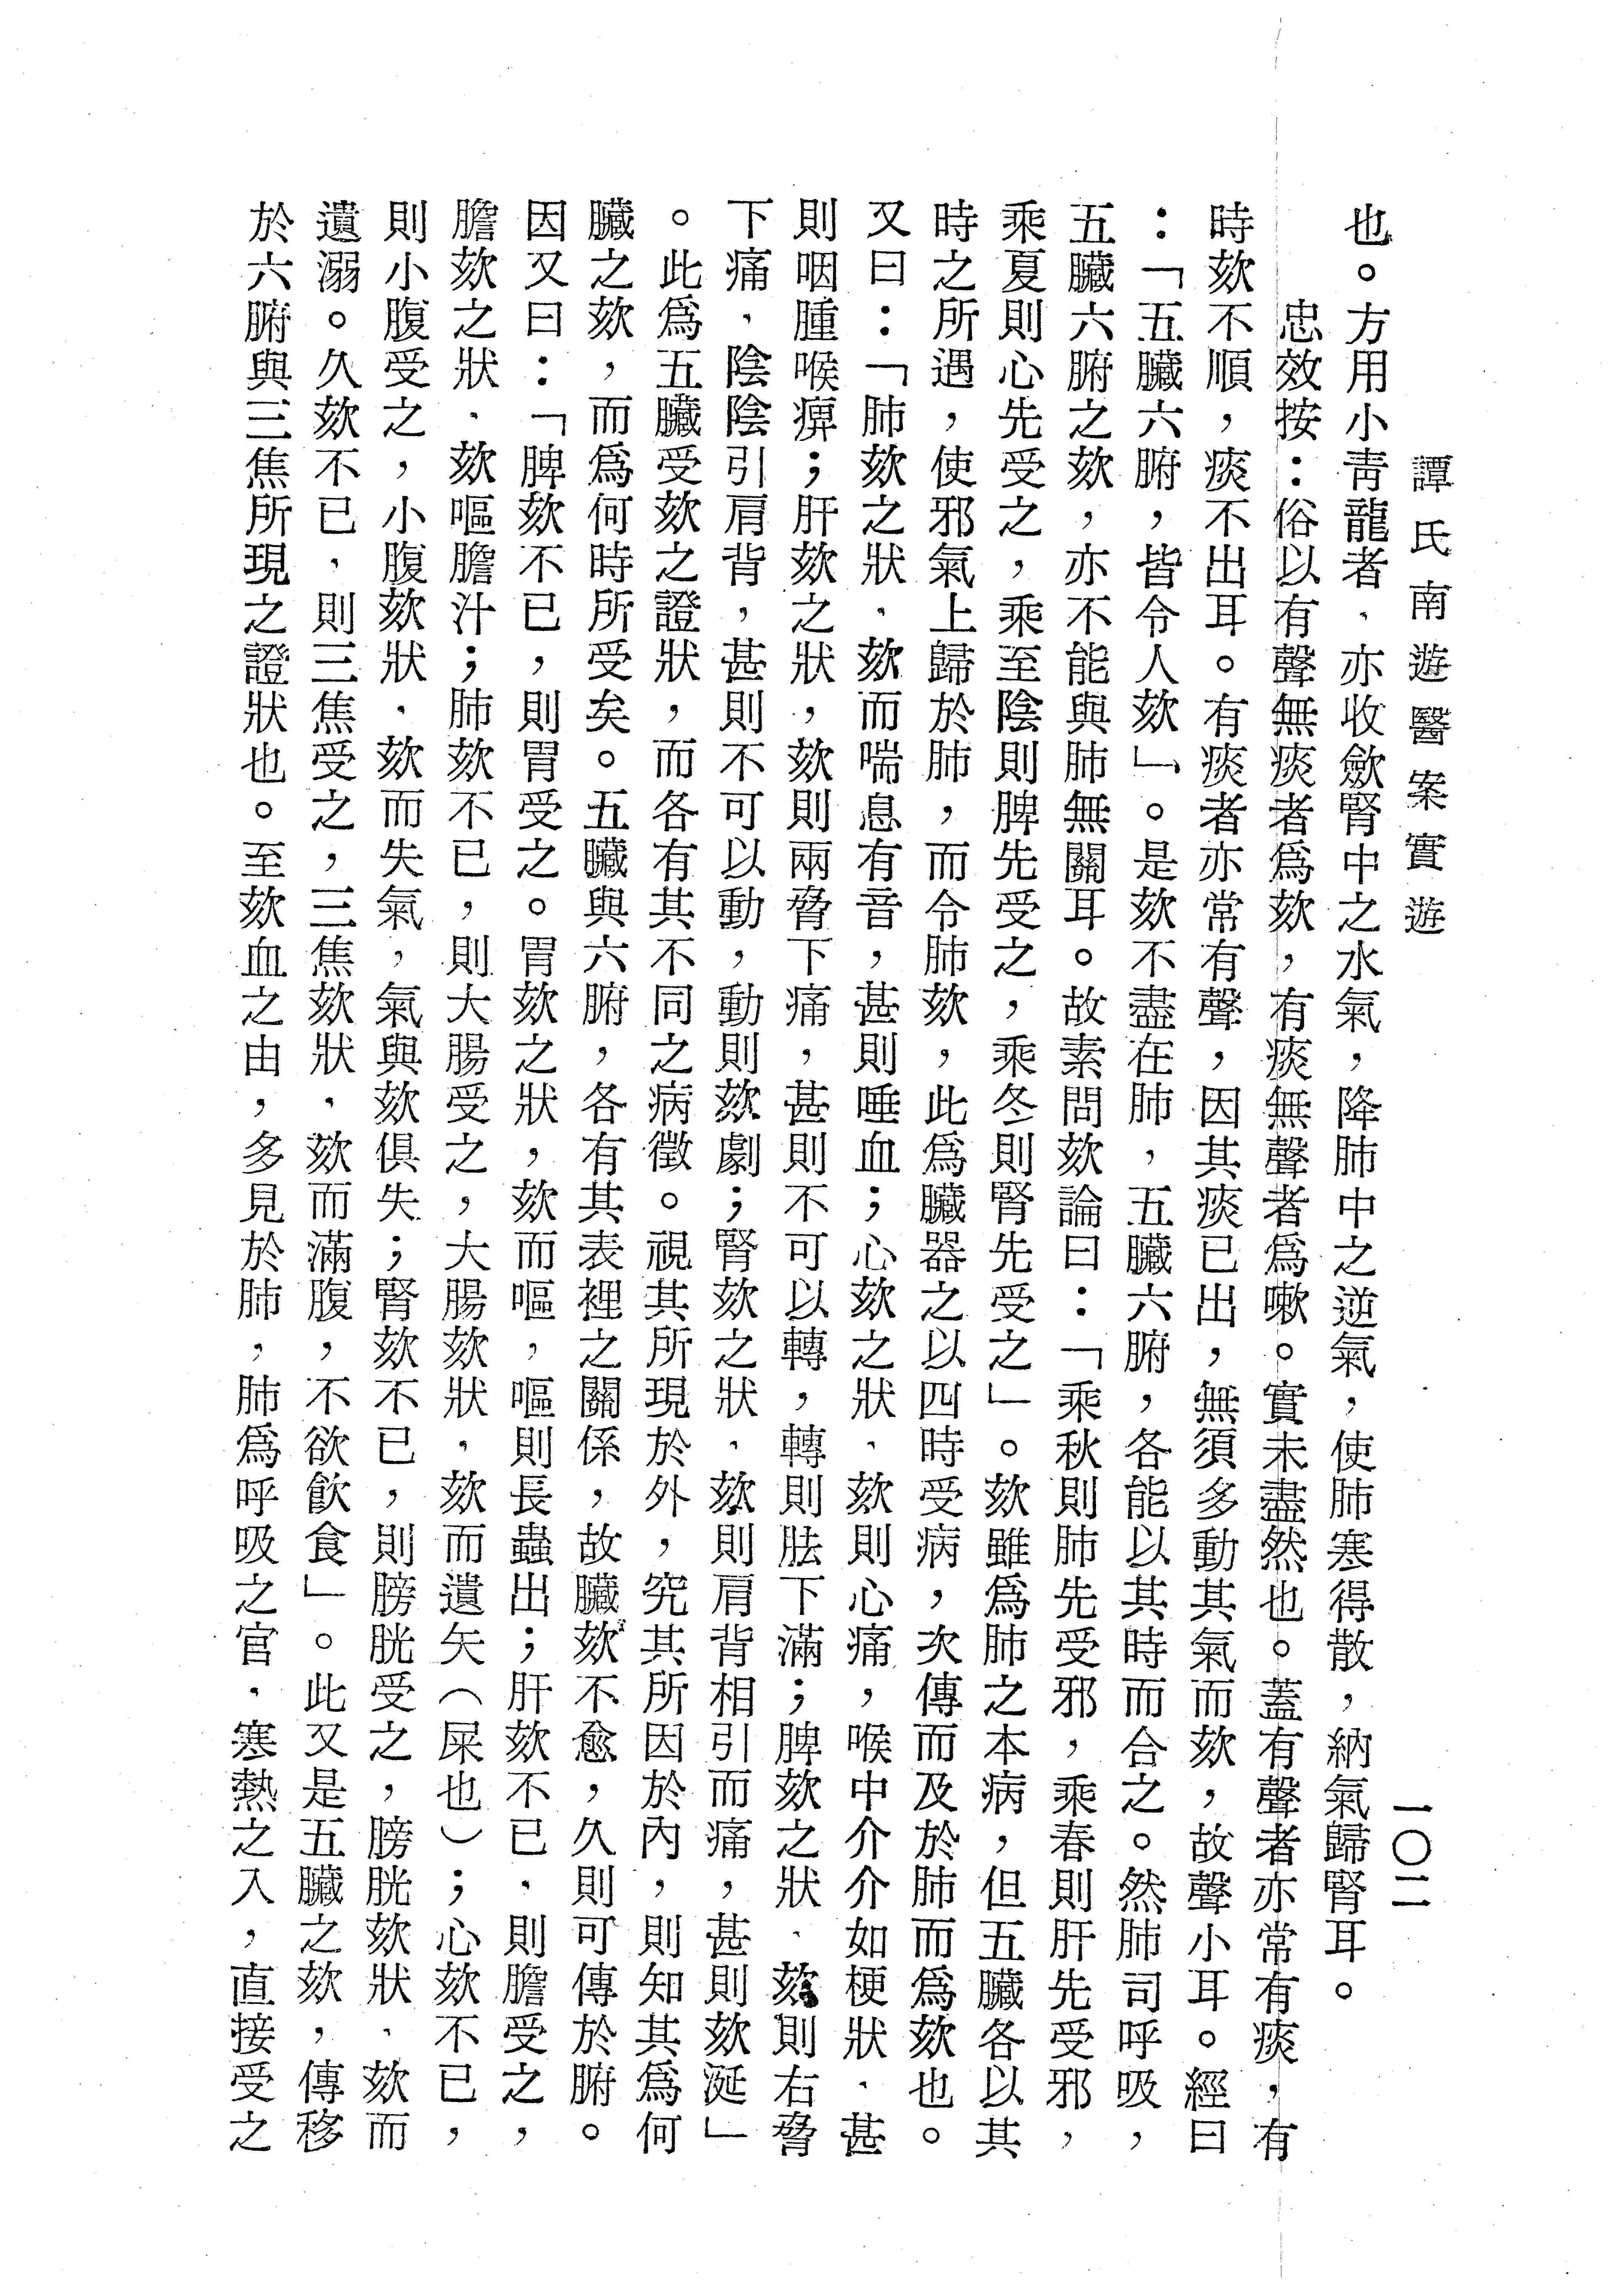 譚氏南遊醫案實遊
一〇二
也。方用小青龍者，亦收歛腎中之水氣，降肺中之逆氣，使肺寒得散，納氣歸腎耳。
忠效按：俗以有聲無痰者爲欬，有痰無聲者爲嗽。實未盡然也。蓋有聲者亦常有痰，有
時欬不順，痰不出耳。有痰者亦常有聲，因其痰已出，無須多動其氣而欬，故聲小耳。經曰
：「五臟六腑，皆令人欬」。是欬不盡在肺，五臟六腑，各能以其時而合之。然肺司呼吸，
五臟六腑之欬，亦不能與肺無關耳。故素問欬論曰：「乘秋則肺先受邪，乘春則肝先受邪，
乘夏則心先受之，乘至陰則脾先受之，乘冬則腎先受之」。欬雖爲肺之本病，但五臟各以其
時之所遇，使邪氣上歸於肺，而令肺欬，此爲臟器之以四時受病，次傳而及於肺而爲欬也。
又曰：「肺欬之狀，欬而喘息有音，甚則唾血；心欬之狀，欬則心痛，喉中介介如梗狀，甚
則咽腫喉痹；肝欬之狀，欬則兩脅下痛，甚則不可以轉，轉則胠下滿；脾欬之狀，欬則右脅
下痛，陰陰引肩背，甚則不可以動，動則欬劇；腎欬之狀，欬則肩背相引而痛，甚則欬涎」
。此爲五臟受欬之證狀，而各有其不同之病徵。視其所現於外，究其所因於內，則知其爲何
臟之欬，而爲何時所受矣。五臟與六腑，各有其表裡之關係，故臟欬不愈，久則可傳於腑。
因又曰：「脾欬不已，則胃受之。胃欬之狀，欬而嘔，嘔則長蟲出；肝欬不已，則膽受之，
膽欬之狀，欬嘔膽汁；肺欬不已，則大腸受之，大腸欬狀，欬而遺矢（屎也）；心欬不已，
則小腹受之，小腹欬狀，欬而失氣，氣與欬俱失；腎欬不已，則膀胱受之，膀胱欬狀，欬而
遺溺。久欬不已，則三焦受之，三焦欬狀，欬而滿腹，不欲飲食」。此又是五臟之欬，傳移
於六腑與三焦所現之證狀也。至欬血之由，多見於肺，肺爲呼吸之官，寒熱之入，直接受之